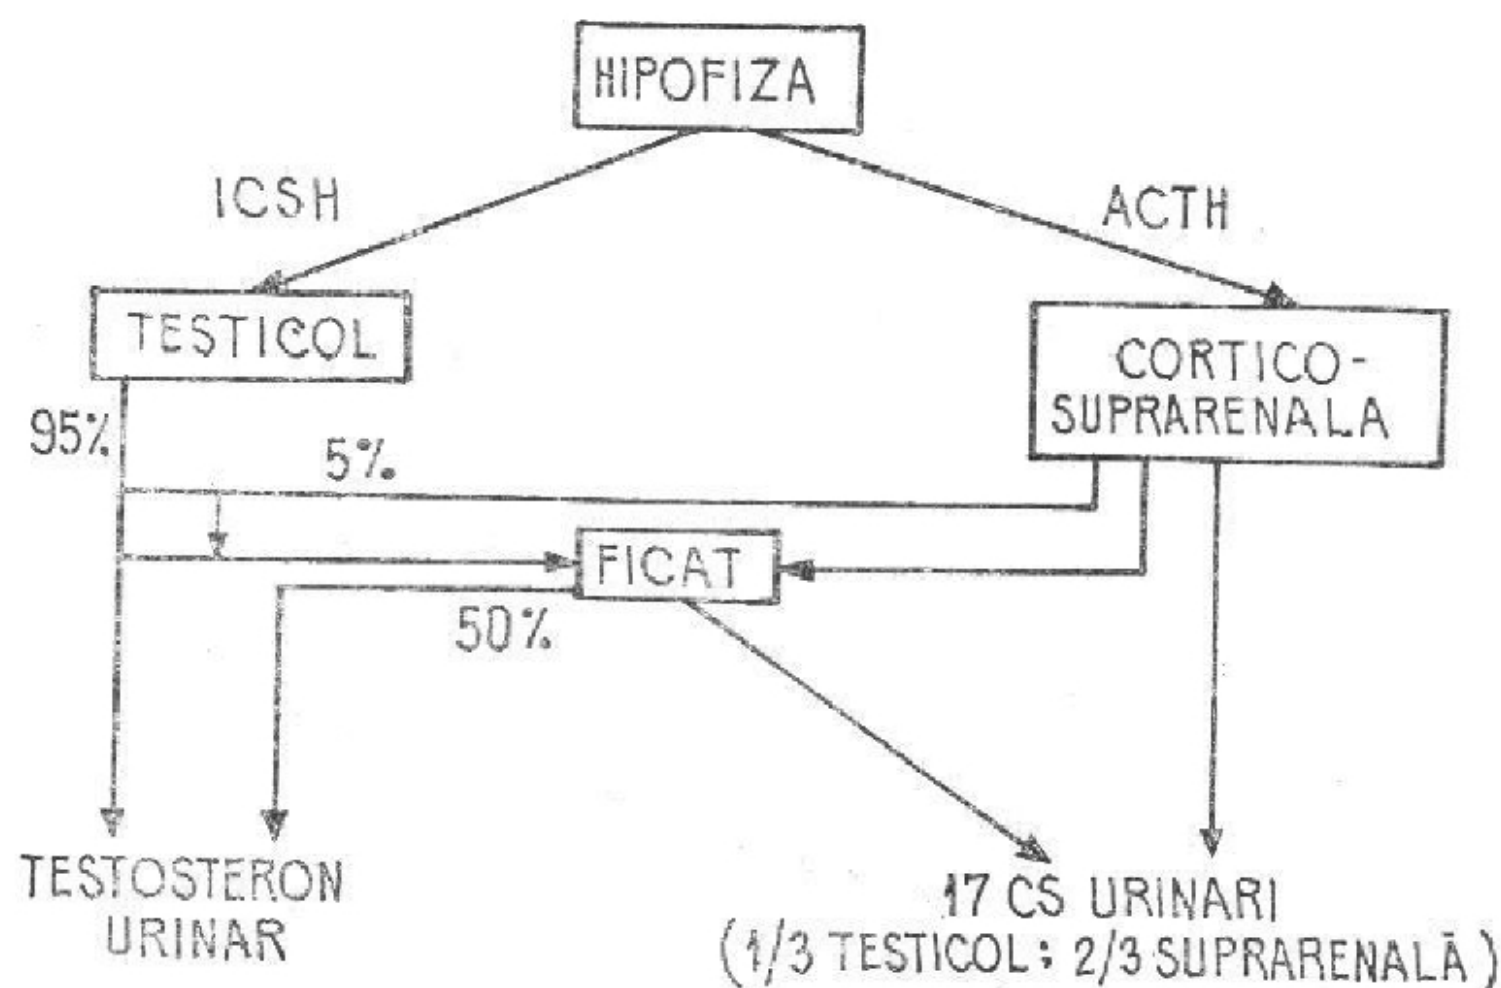 HIPOFIZA
ICSH
ACTH
TESTICOL
CORTICO-
SUPRARENALA
95%
5%
FICAT
50%
TESTOSTERON
URINAR
17 CS URINARI
(1/3 TESTICOL; 2/3 SUPRARENALĂ)